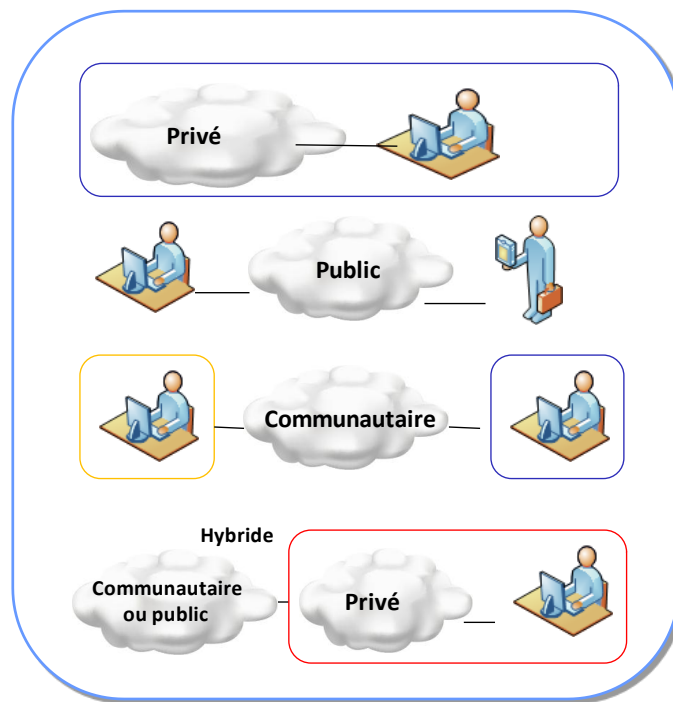 Privé
Public
Communautaire
Hybride
Communautaire
ou public
Privé